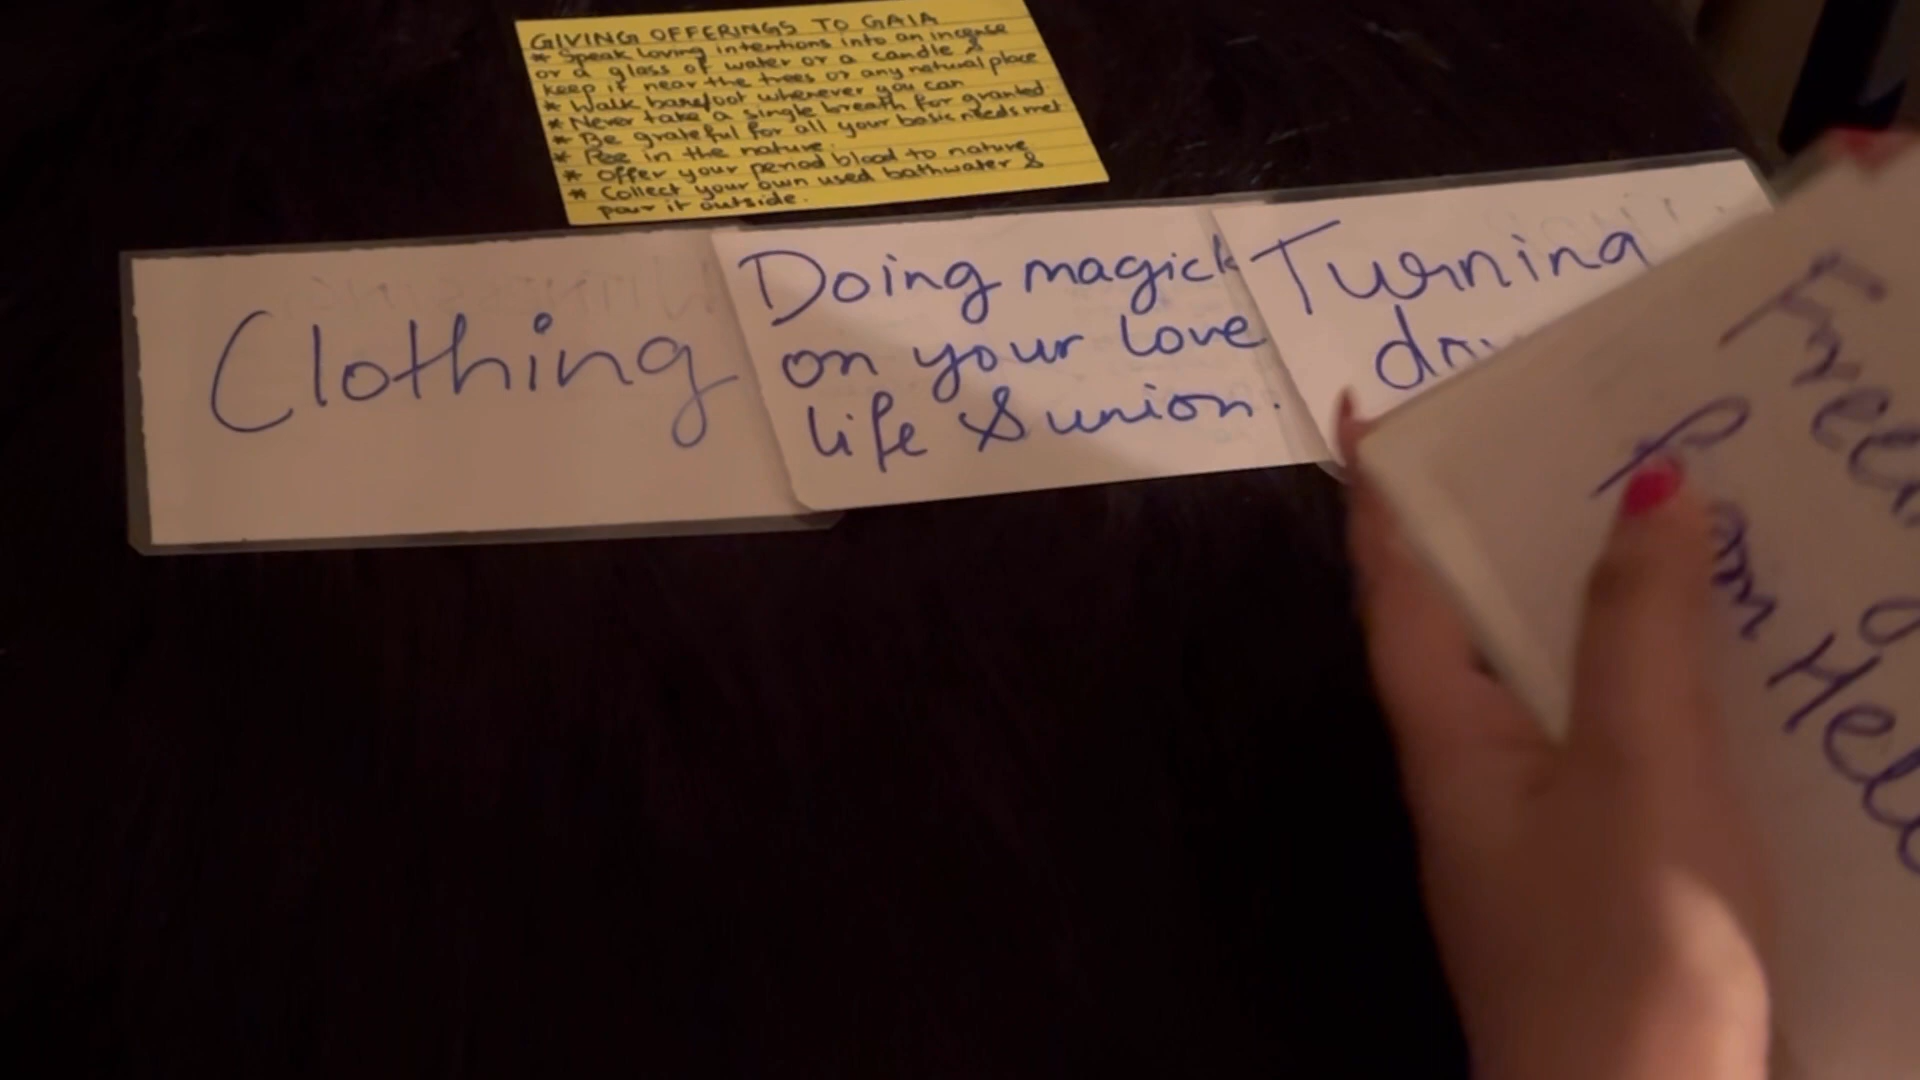 GIVING OFFERINGS TO GAIA
* Speak loving intentions into an incense
or a glass of water or a candle &
keep it near the trees or any natural place
* Walk barefoot wherever you can
* Never take a single breath for granted
* Be grateful for all your basic needs met
* Pee in the nature.
* Offer your period blood to nature
* Collect your own used bathwater &
pour it outside.
Clothing
Doing magick
on your love
life & union.
Turning